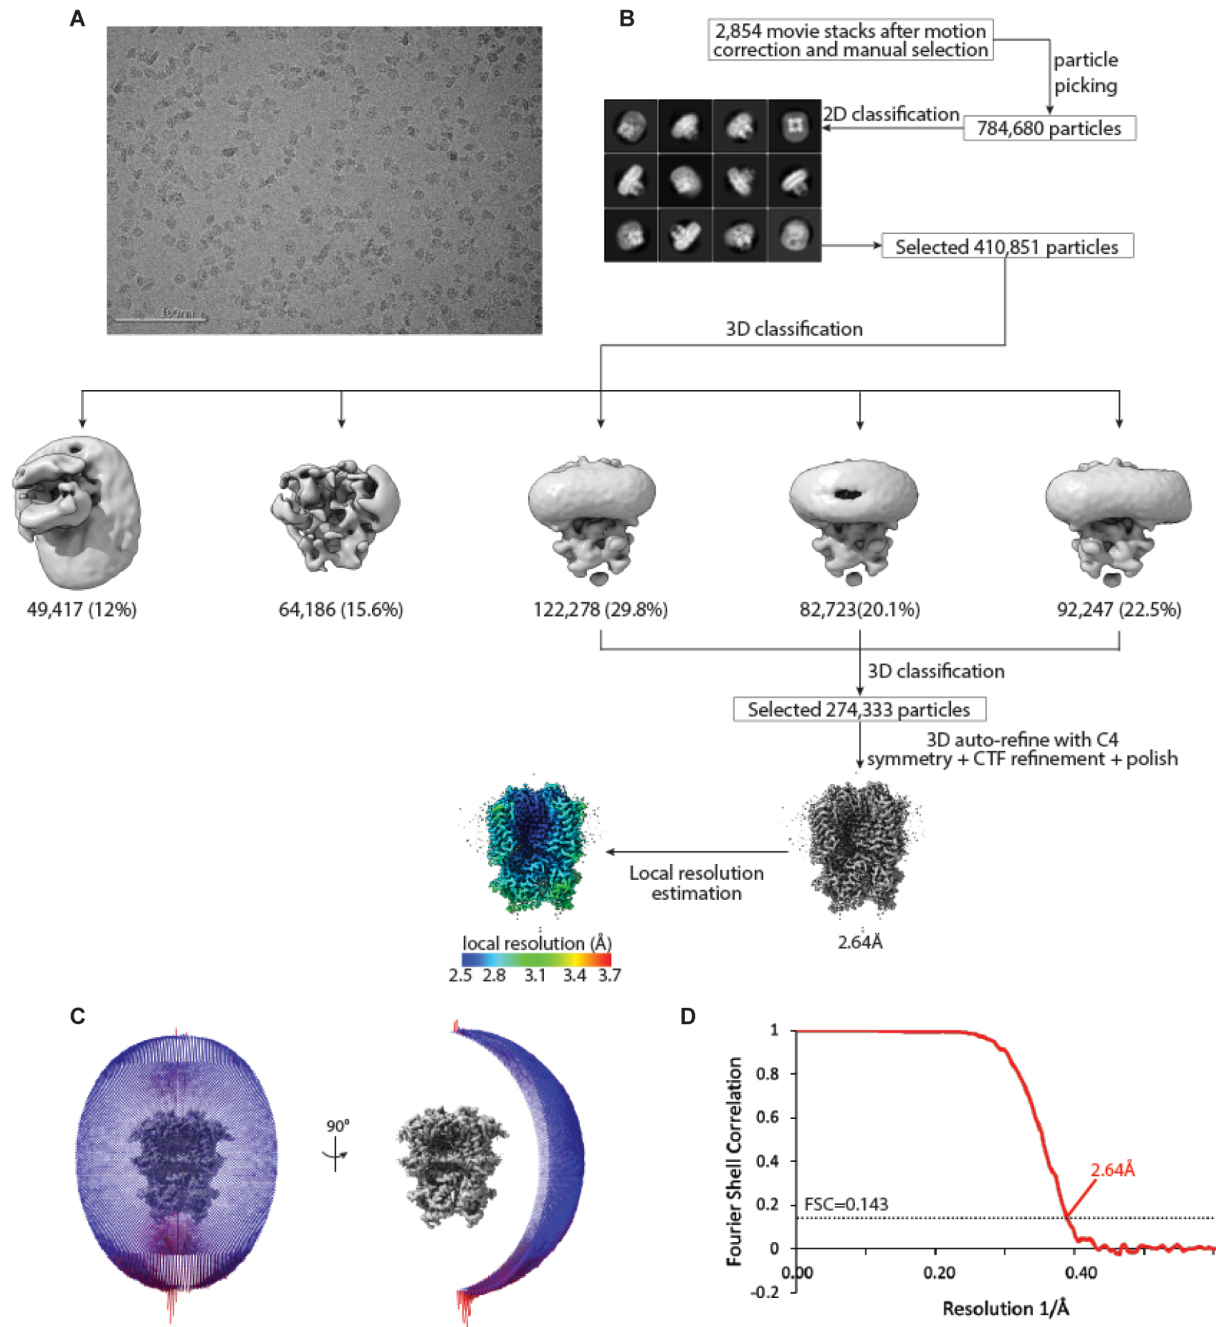 A
B
100nm
2,854 movie stacks after motion
correction and manual selection
particle
picking
2D classification
784,680 particles
Selected 410,851 particles
3D classification
49,417 (12%)
64,186 (15.6%)
122,278 (29.8%)
82,723(20.1%)
92,247 (22.5%)
3D classification
Selected 274,333 particles
3D auto-refine with C4
symmetry + CTF refinement + polish
Local resolution
estimation
2.64Å
local resolution (Å)
2.5 2.8 3.1 3.4 3.7
C
90°
D
Fourier Shell Correlation
1
0.8
0.6
0.4
0.2
0
-0.2
FSC=0.143
2.64Å
0.00 0.20 0.40
Resolution 1/Å